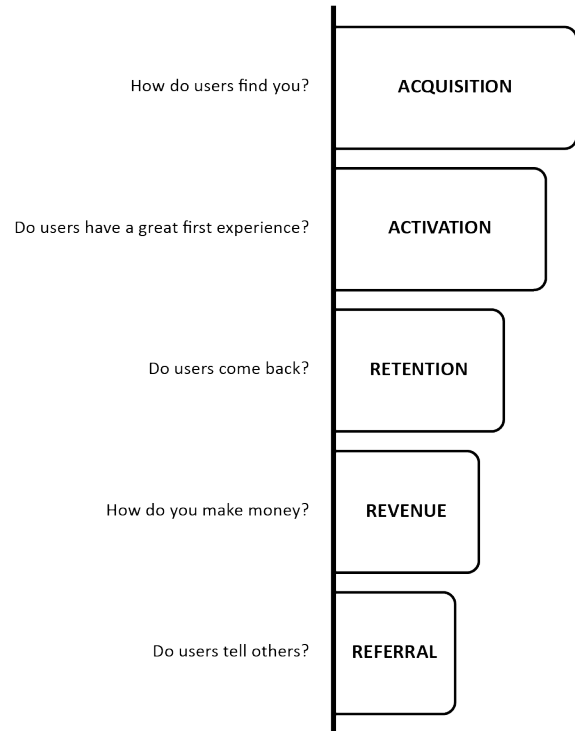 How do users find you?
ACQUISITION
Do users have a great first experience?
ACTIVATION
Do users come back?
RETENTION
How do you make money?
REVENUE
Do users tell others?
REFERRAL